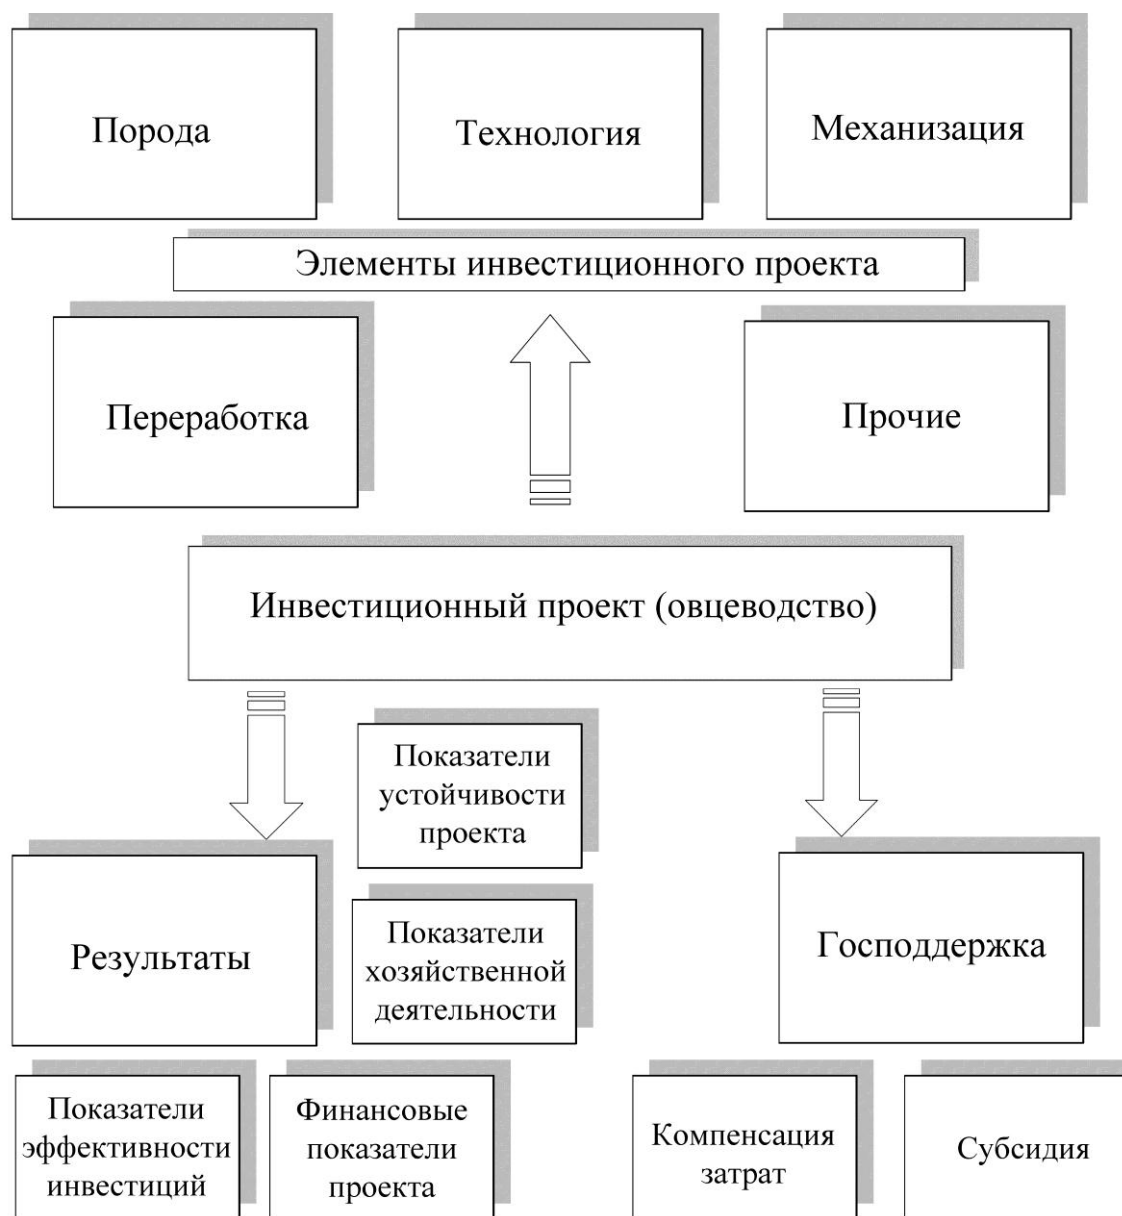 Порода
Технология
Механизация
Элементы инвестиционного проекта
Переработка
Прочие
Инвестиционный проект (овцеводство)
Показатели
устойчивости
проекта
Результаты
Показатели
хозяйственной
деятельности
Господдержка
Показатели
эффективности
инвестиций
Финансовые
показатели
проекта
Компенсация
затрат
Субсидия